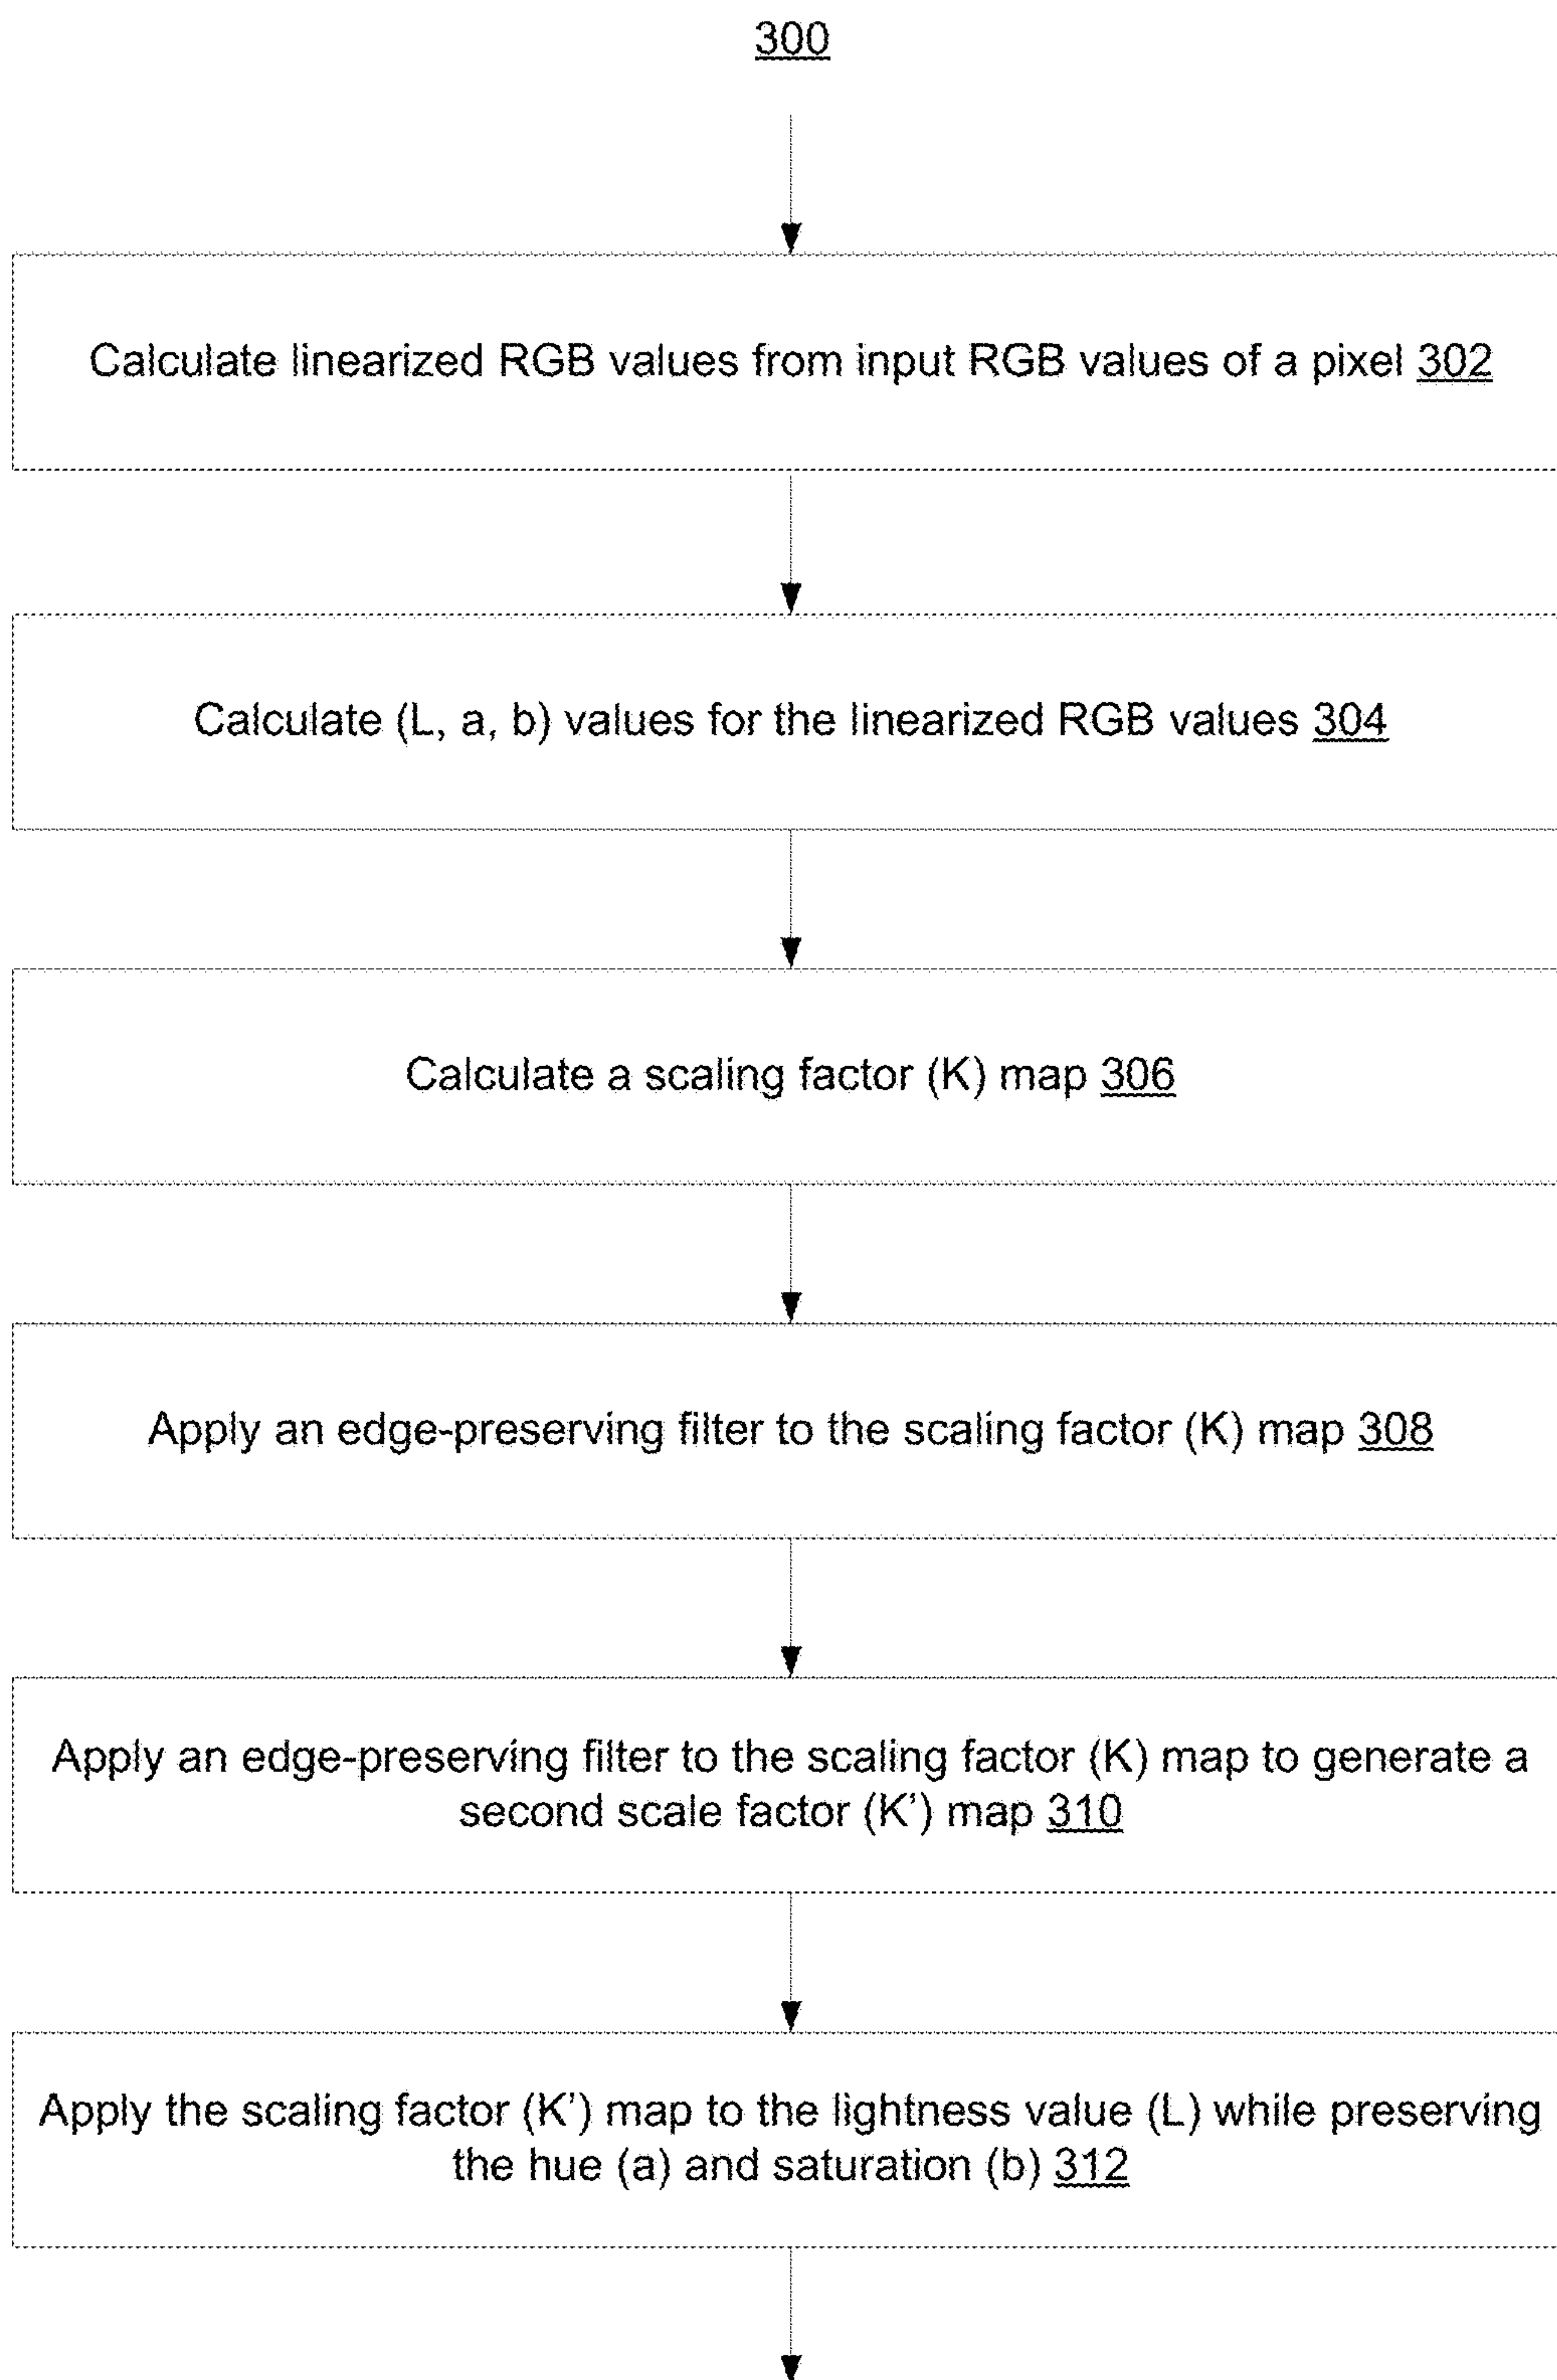 300
Calculate linearized RGB values from input RGB values of a pixel 302
Calculate (L, a, b) values for the linearized RGB values 304
Calculate a scaling factor (K) map 306
Apply an edge-preserving filter to the scaling factor (K) map 308
Apply an edge-preserving filter to the scaling factor (K) map to generate a
second scale factor (K’) map 310
Apply the scaling factor (K’) map to the lightness value (L) while preserving
the hue (a) and saturation (b) 312